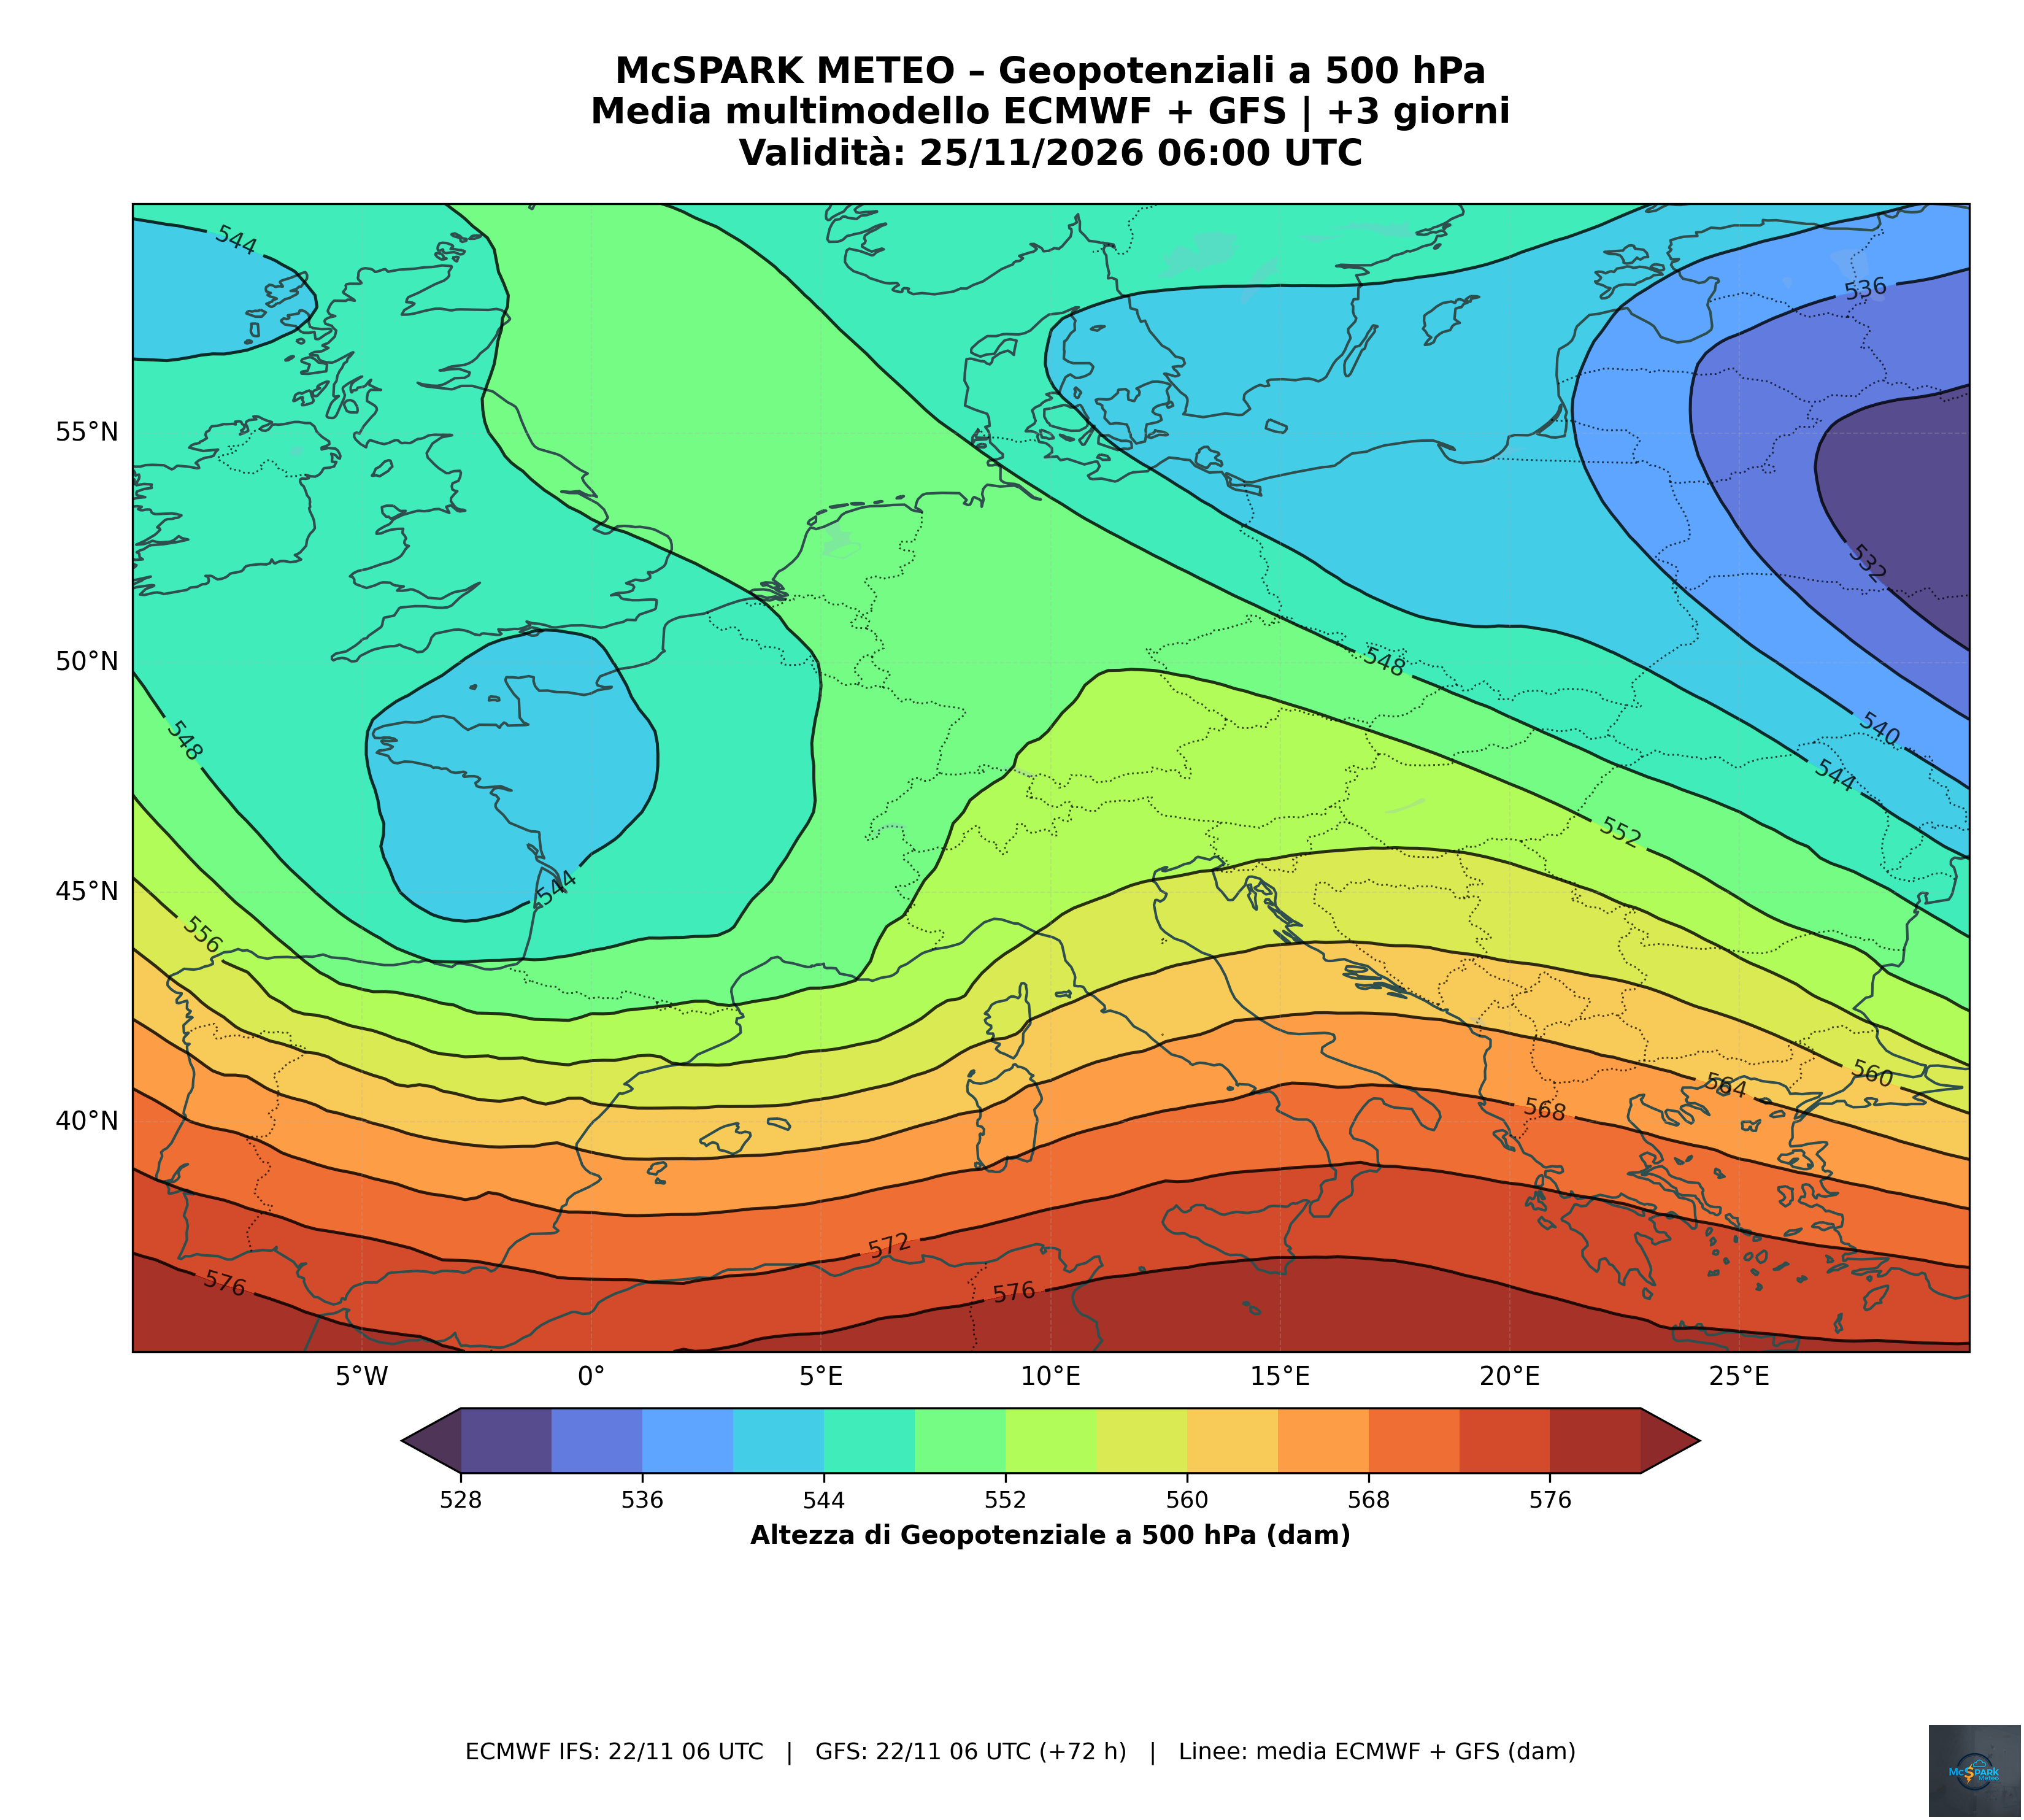 McSPARK METEO – Geopotenziali a 500 hPa
Media multimodello ECMWF + GFS | +3 giorni
Validità: 25/11/2026 06:00 UTC
544
536
55°N
532
50°N
548
548
540
544
552
45°N
544
556
560
564
568
40°N
572
576
576
5°W 0° 5°E 10°E 15°E 20°E 25°E
528 536 544 552 560 568 576
Altezza di Geopotenziale a 500 hPa (dam)
ECMWF IFS: 22/11 06 UTC | GFS: 22/11 06 UTC (+72 h) | Linee: media ECMWF + GFS (dam)
McSPARK
Meteo